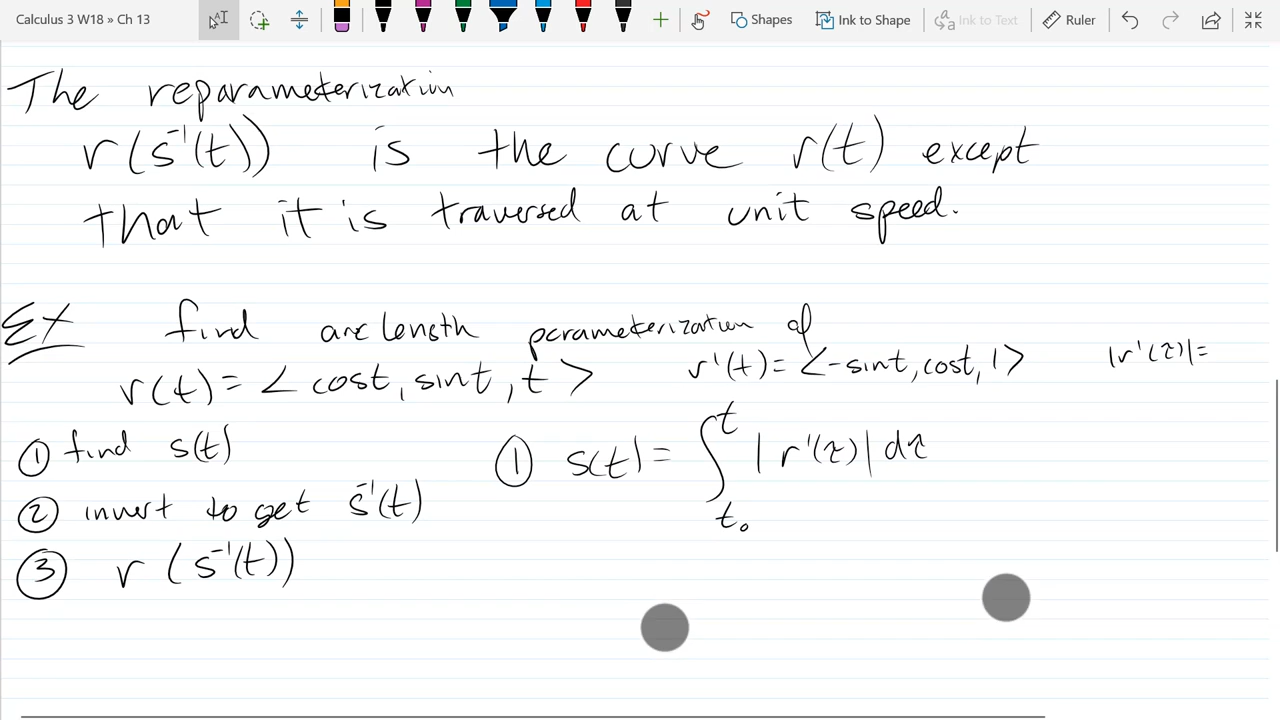 Calculus 3 W18 » Ch 13
Shapes
Ink to Shape
Ink to Text
Ruler
The reparameterization
r(s⁻¹(t)) is the curve r(t) except
that it is traversed at unit speed.
Ex find arc length parameterization of
r(t) = < cost, sint, t > r'(t) = <-sint, cost, 1> |r'(τ)| =
① find s(t)
① s(t) = ∫ₜ₀ᵗ |r'(τ)| dτ
② invert to get s⁻¹(t)
③ r (s⁻¹(t))